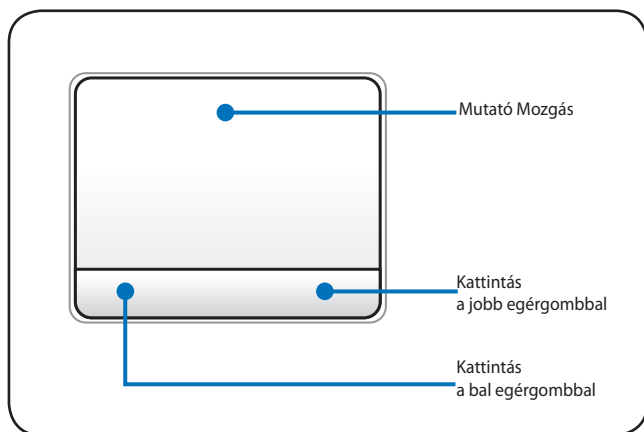 Mutató Mozgás
Kattintás
a jobb egérgombbal
Kattintás
a bal egérgombbal